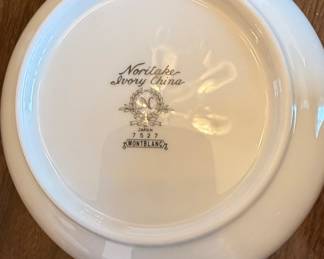 Noritake
Ivory China
N
JAPAN
7527
MONTBLANC